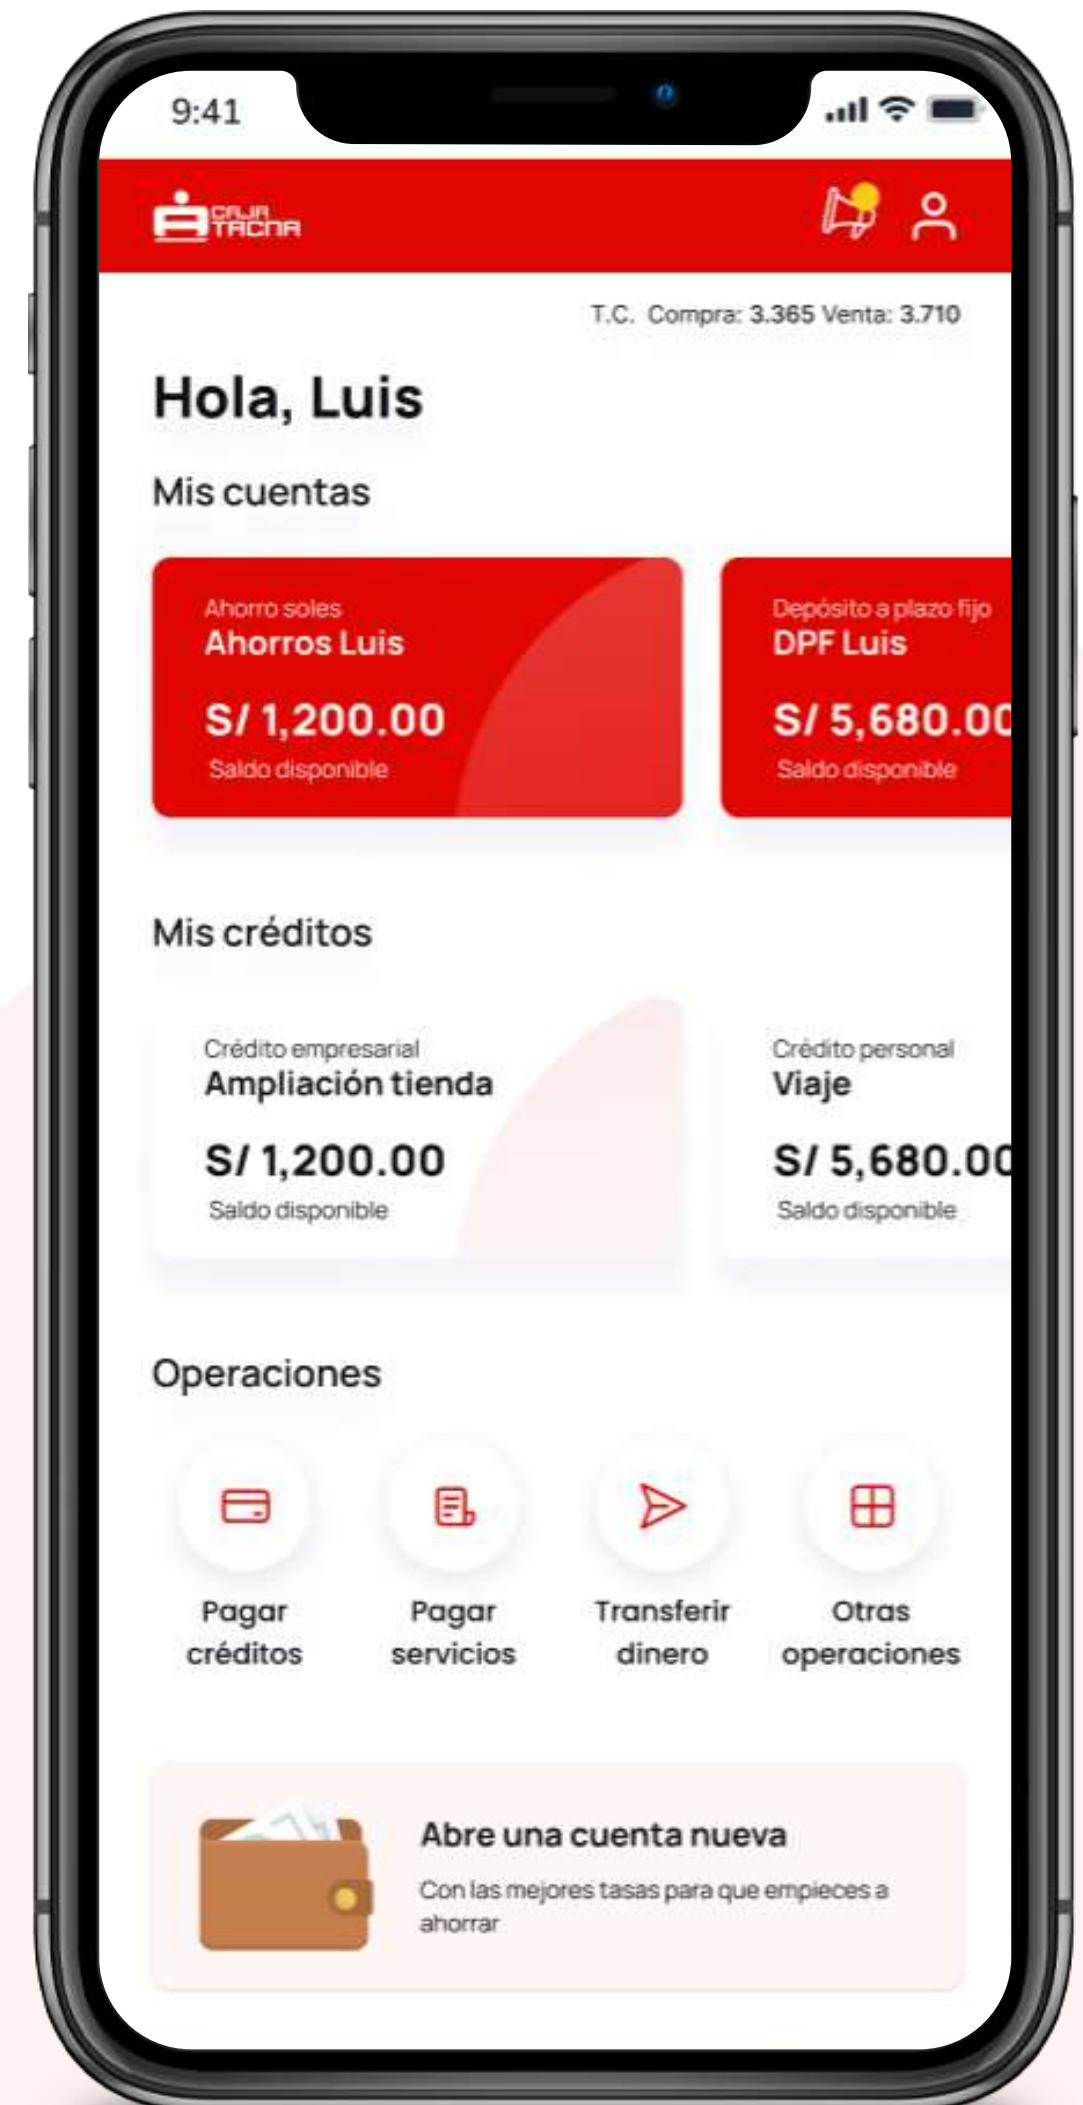 9:41
CAJA
TACNA
T.C. Compra: 3.365 Venta: 3.710
Hola, Luis
Mis cuentas
Ahorro soles
Ahorros Luis
S/ 1,200.00
Saldo disponible
Depósito a plazo fijo
DPF Luis
S/ 5,680.00
Saldo disponible
Mis créditos
Crédito empresarial
Ampliación tienda
S/ 1,200.00
Saldo disponible
Crédito personal
Viaje
S/ 5,680.00
Saldo disponible
Operaciones
Pagar
créditos
Pagar
servicios
Transferir
dinero
Otras
operaciones
Abre una cuenta nueva
Con las mejores tasas para que empieces a
ahorrar